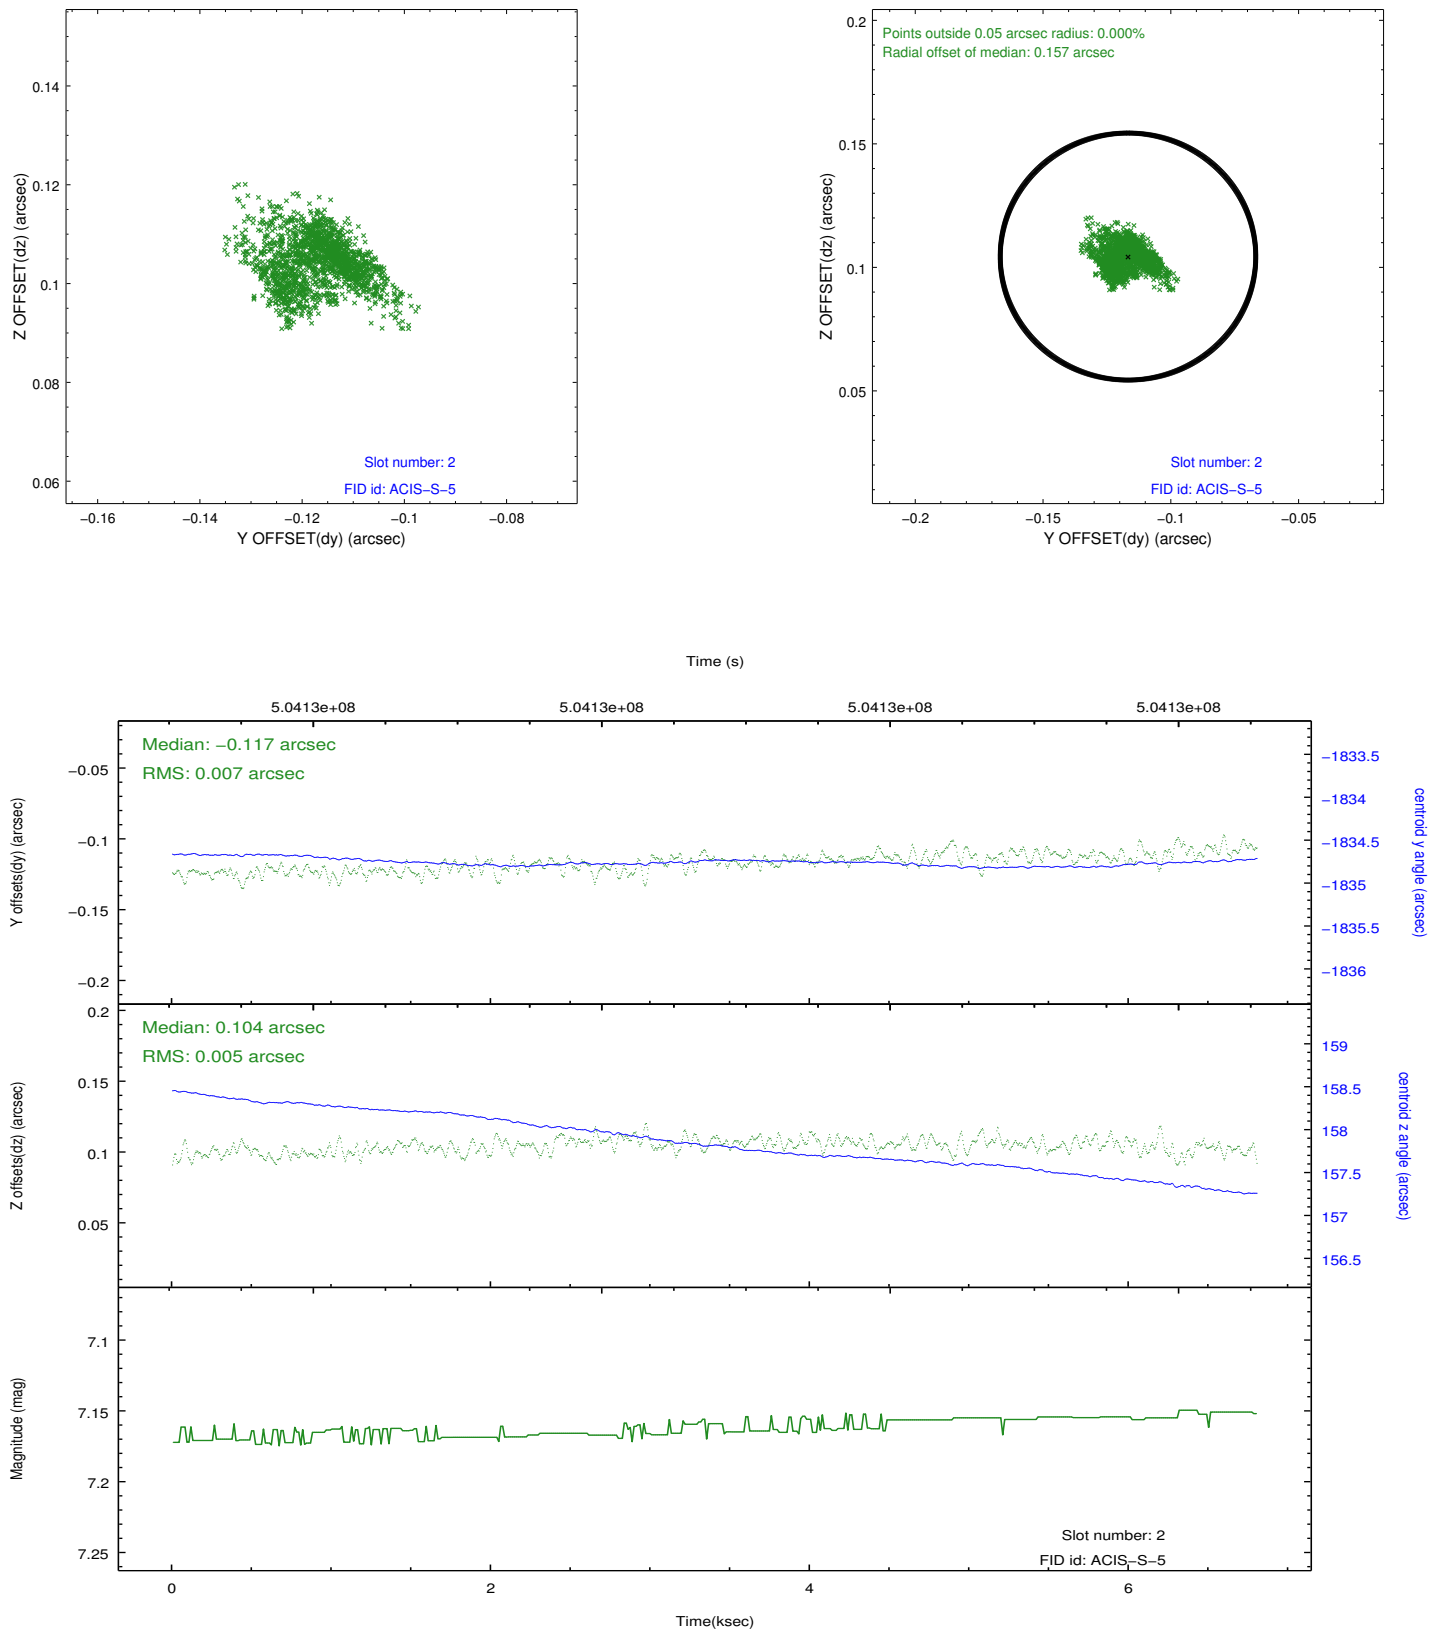 0.14
0.12
0.1
0.08
0.06
Z OFFSET(dz) (arcsec)
Slot number: 2
FID id: ACIS−S−5
−0.16
−0.14
−0.12
−0.1
−0.08
Y OFFSET(dy) (arcsec)
Points outside 0.05 arcsec radius: 0.000%
Radial offset of median: 0.157 arcsec
0.2
0.15
0.1
0.05
Z OFFSET(dz) (arcsec)
Slot number: 2
FID id: ACIS−S−5
−0.2
−0.15
−0.1
−0.05
Y OFFSET(dy) (arcsec)
Time (s)
5.0413e+08
5.0413e+08
5.0413e+08
5.0413e+08
Median: −0.117 arcsec
RMS: 0.007 arcsec
−0.05
−0.1
−0.15
−0.2
Y offsets(dy) (arcsec)
−1833.5
−1834
−1834.5
−1835
−1835.5
−1836
centroid y angle (arcsec)
Median: 0.104 arcsec
RMS: 0.005 arcsec
0.2
0.15
0.1
0.05
Z offsets(dz) (arcsec)
159
158.5
158
157.5
157
156.5
centroid z angle (arcsec)
7.1
7.15
7.2
7.25
Magnitude (mag)
Slot number: 2
FID id: ACIS−S−5
0
2
4
6
Time(ksec)